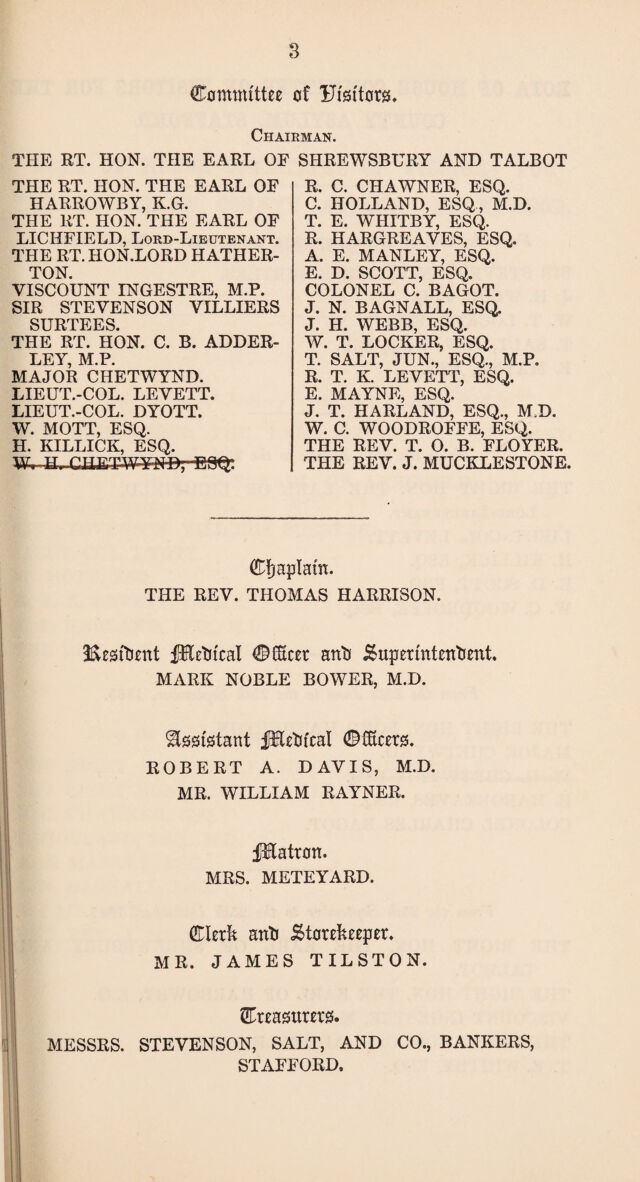 3
Committee of Visitors.
CHAIRMAN.
THE RT. HON. THE EARL OF SHREWSBURY AND TALBOT
THE RT. HON. THE EARL OF
HARROWBY, K.G.
THE RT. HON. THE EARL OF
LICHFIELD, LORD-LIEUTENANT.
THE RT. HON. LORD HATHER-
TON.
VISCOUNT INGESTRE, M.P.
SIR STEVENSON VILLIERS
SURTEES.
THE RT. HON. C. B. ADDER-
LEY, M.P.
MAJOR CHETWYND.
LIEUT.-COL. LEVETT.
LIEUT.-COL. DYOTT.
W. MOTT, ESQ.
H. KILLICK, ESQ.
W. H. CHETWYND, ESQ.
R. C. CHAWNER, ESQ.
C. HOLLAND, ESQ., M.D.
T. E. WHITBY, ESQ.
R. HARGREAVES, ESQ.
A. E. MANLEY, ESQ.
E. D. SCOTT, ESQ.
COLONEL C. BAGOT.
J. N. BAGNALL, ESQ.
J. H. WEBB, ESQ.
W. T. LOCKER, ESQ.
T. SALT, JUN., ESQ., M.P.
R. T. K. LEVETT, ESQ.
E. MAYNE, ESQ.
J. T. HARLAND, ESQ., M.D.
W. C. WOODROFFE, ESQ.
THE REV. T. O. B. FLOYER.
THE REV. J. MUCKLESTONE.
Chaplain.
THE REV. THOMAS HARRISON.
Resident Medical Officer and Superintendent.
MARK NOBLE BOWER, M.D.
Assistant Medical Officers.
ROBERT A. DAVIS, M.D.
MR. WILLIAM RAYNER.
Matron.
MRS. METEYARD.
Clerk and Storekeeper.
MR. JAMES TILSTON.
Treasurers.
MESSRS. STEVENSON, SALT, AND CO., BANKERS,
STAFFORD.